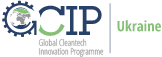 GCIP
Ukraine
Global Cleantech
Innovation Programme